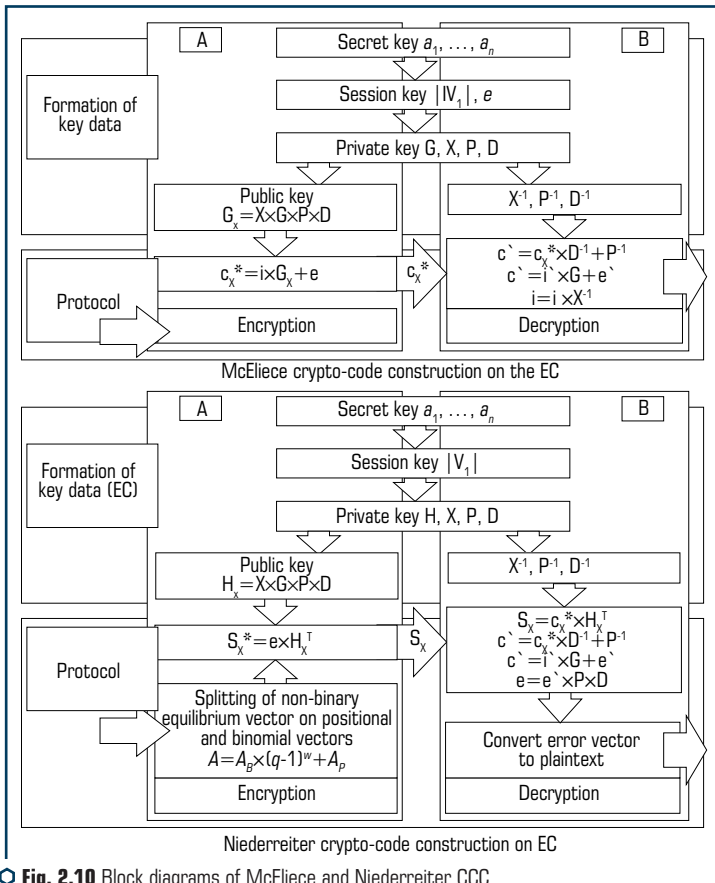 A
Secret key a₁, …, aₙ
B
Formation of
key data
Session key |IV₁|, e
Private key G, X, P, D
Public key
Gₓ=X×G×P×D
X⁻¹, P⁻¹, D⁻¹
Protocol
cₓ*=i×Gₓ+e
cₓ*
c`=cₓ*×D⁻¹+P⁻¹
c`=i`×G+e`
i=i`×X⁻¹
Encryption
Decryption
McEliece crypto-code construction on the EC
A
Secret key a₁, …, aₙ
B
Formation of
key data (EC)
Session key |V₁|
Private key H, X, P, D
Public key
Hₓ=X×G×P×D
X⁻¹, P⁻¹, D⁻¹
Protocol
Sₓ*=e×Hₓᵀ
Sₓ
Sₓ=cₓ*×Hₓᵀ
c`=cₓ*×D⁻¹+P⁻¹
c`=i`×G+e`
e=e`×P×D
Splitting of non-binary
equilibrium vector on positional
and binomial vectors
A=A_B×(q-1)ʷ+A_P
Convert error vector
to plaintext
Encryption
Decryption
Niederreiter crypto-code construction on EC
Fig. 2.10 Block diagrams of McEliece and Niederreiter CCC